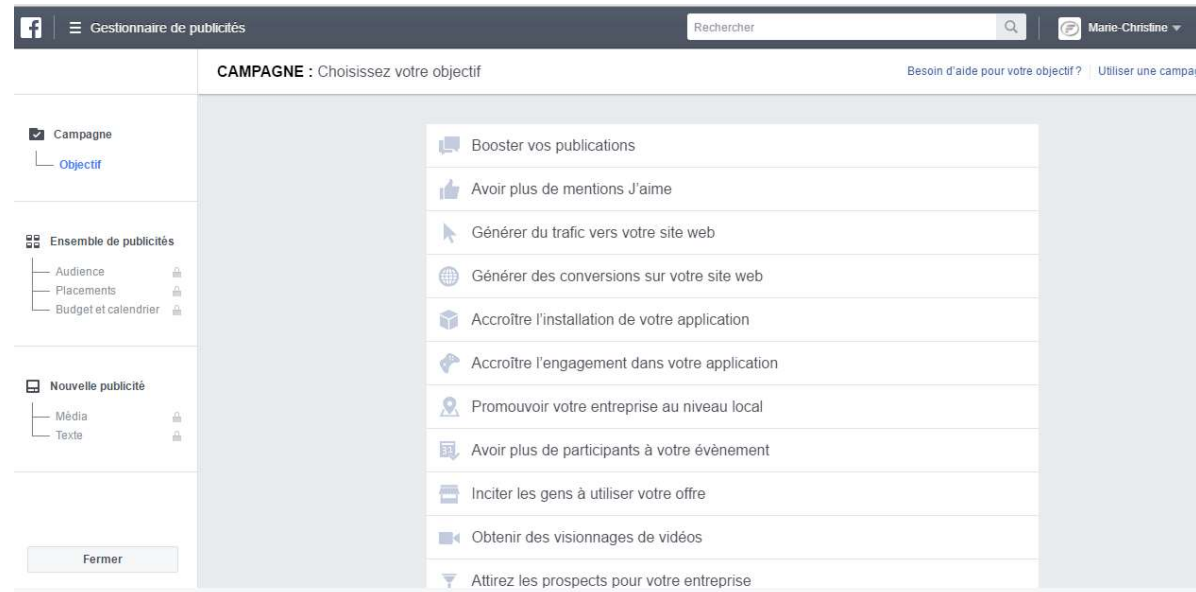 f Gestionnaire de publicités Rechercher Marie-Christine
CAMPAGNE : Choisissez votre objectif Besoin d'aide pour votre objectif ? Utiliser une campa
Campagne
Objectif
Ensemble de publicités
Audience
Placements
Budget et calendrier
Nouvelle publicité
Média
Texte
Fermer
Booster vos publications
Avoir plus de mentions J'aime
Générer du trafic vers votre site web
Générer des conversions sur votre site web
Accroître l'installation de votre application
Accroître l'engagement dans votre application
Promouvoir votre entreprise au niveau local
31 Avoir plus de participants à votre évènement
Inciter les gens à utiliser votre offre
Obtenir des visionnages de vidéos
Attirez les prospects pour votre entreprise